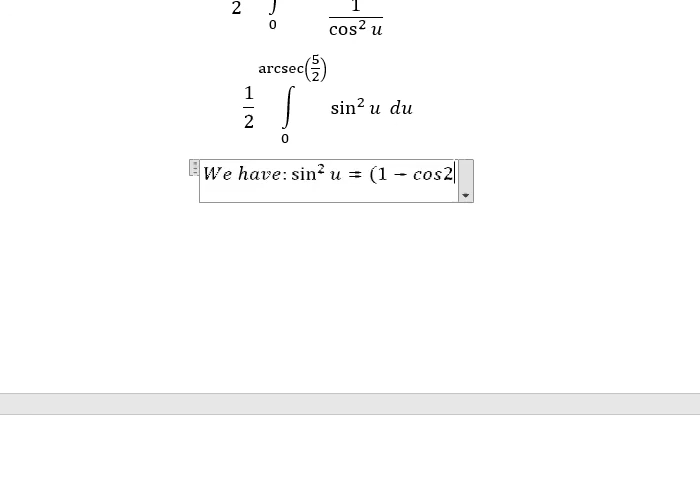 2 ∫ 0 1/cos² u
1/2 ∫ 0 arcsec(5/2) sin² u du
We have: sin² u = (1 − cos2